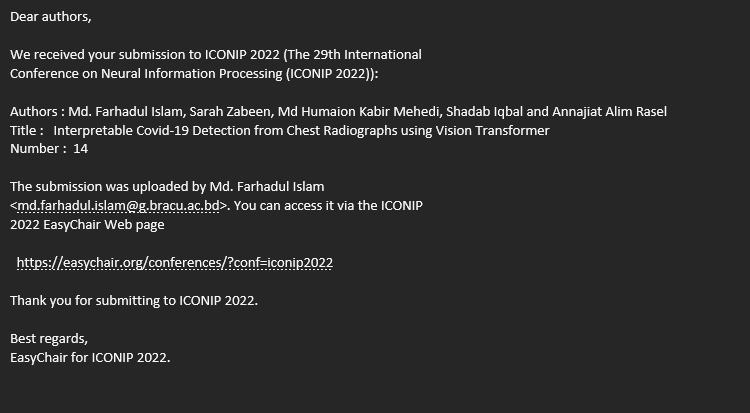 Dear authors,
We received your submission to ICONIP 2022 (The 29th International
Conference on Neural Information Processing (ICONIP 2022)):
Authors : Md. Farhadul Islam, Sarah Zabeen, Md Humaion Kabir Mehedi, Shadab Iqbal and Annajiat Alim Rasel
Title :   Interpretable Covid-19 Detection from Chest Radiographs using Vision Transformer
Number :  14
The submission was uploaded by Md. Farhadul Islam
<md.farhadul.islam@g.bracu.ac.bd>. You can access it via the ICONIP
2022 EasyChair Web page
https://easychair.org/conferences/?conf=iconip2022
Thank you for submitting to ICONIP 2022.
Best regards,
EasyChair for ICONIP 2022.